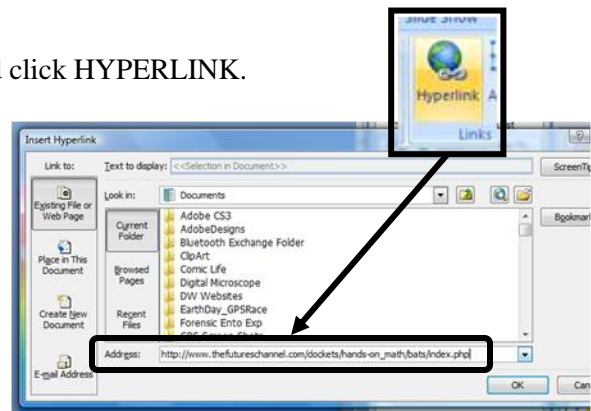 Slide Show
click HYPERLINK.
Hyperlink
Links
Insert Hyperlink
Link to:
Text to display: <<Selection in Document>>
ScreenTip
Existing File or Web Page
Look in: Documents
Current Folder
Adobe CS3
AdobeDesigns
Bluetooth Exchange Folder
ClipArt
Comic Life
Digital Microscope
DW Websites
EarthDay_GPSRace
Forensic Ento Exp
Bookmar
Place in This Document
Browsed Pages
Create New Document
Recent Files
Address: http://www.thefutureschannel.com/dockets/hands-on_math/bats/index.php
E-mail Address
OK
Can